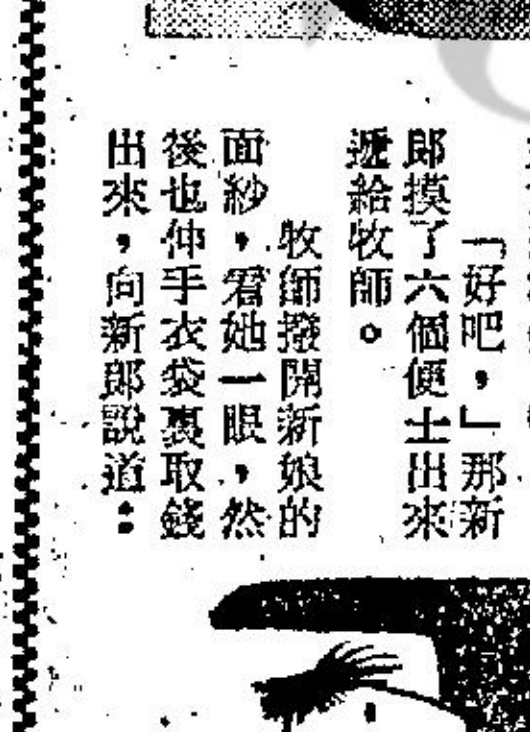 「好吧，」那新
郎摸了六個便士出來
遞給牧師。
牧師撥開新娘的
面紗，看她一眼，然
後也伸手衣袋裏取錢
出來，向新郎說道：